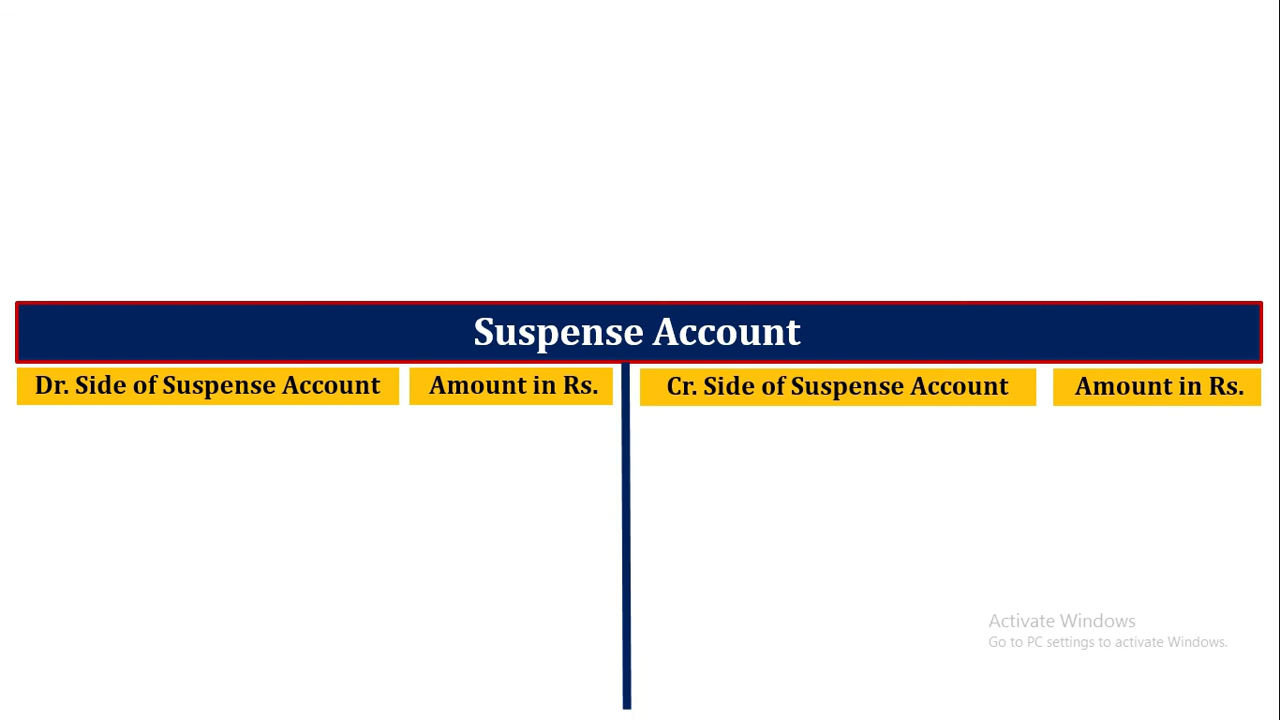 Suspense Account
Dr. Side of Suspense Account Amount in Rs. Cr. Side of Suspense Account Amount in Rs.
Activate Windows
Go to PC settings to activate Windows.